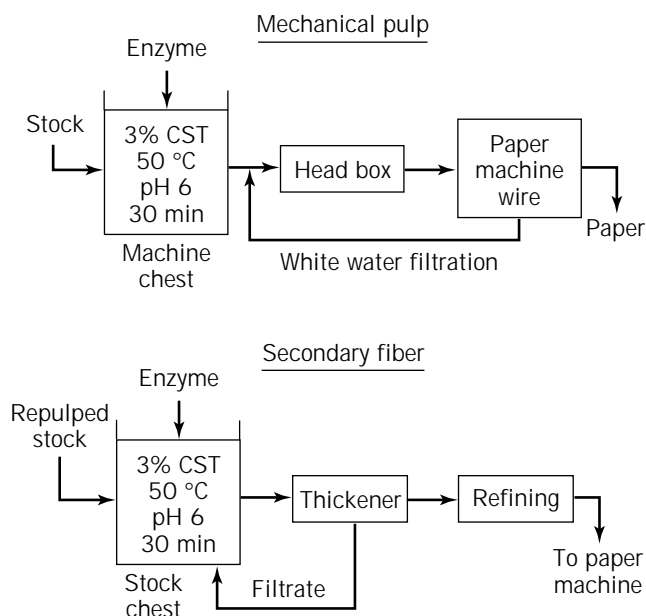 Mechanical pulp
Enzyme
Stock
3% CST
50 °C
pH 6
30 min
Machine
chest
Head box
Paper
machine
wire
Paper
White water filtration
Secondary fiber
Enzyme
Repulped
stock
3% CST
50 °C
pH 6
30 min
Stock
chest
Thickener
Refining
Filtrate
To paper
machine